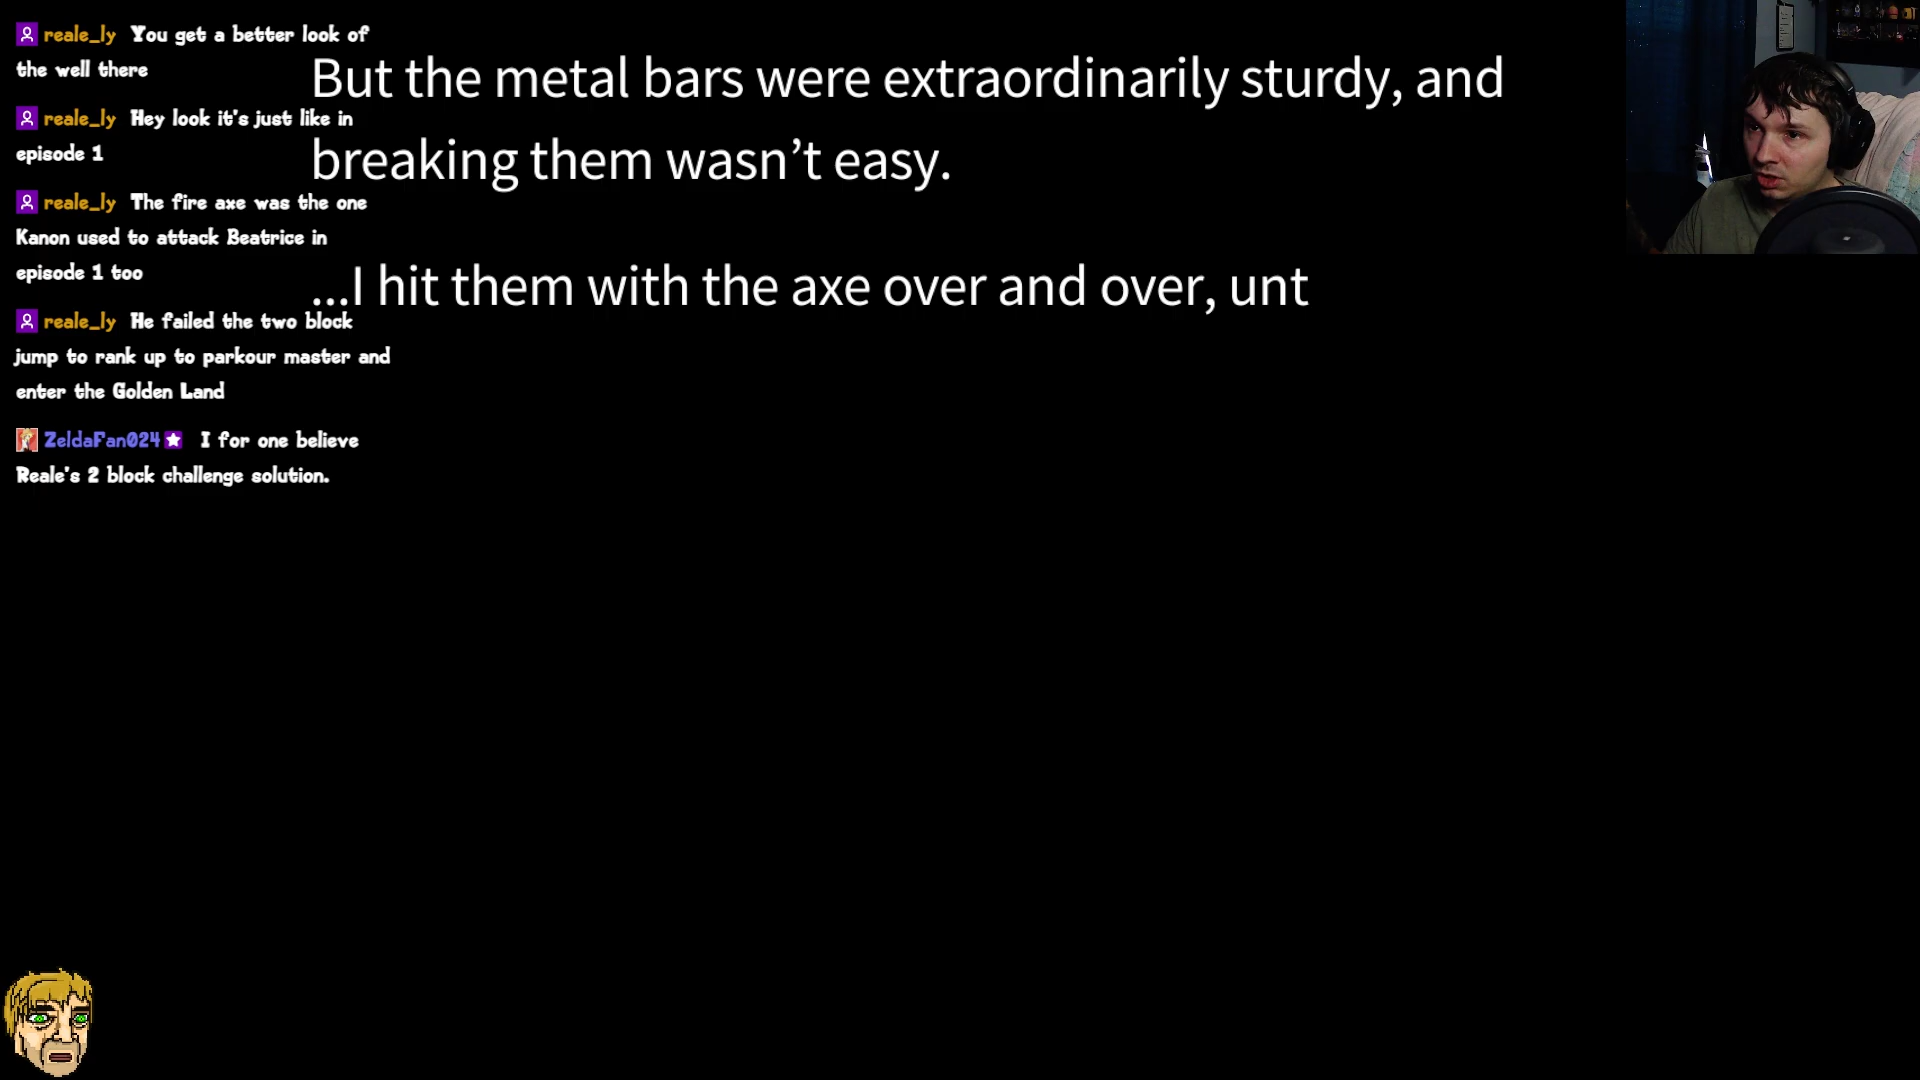 reale_ly You get a better look of
the well there
reale_ly Hey look it's just like in
episode 1
reale_ly The fire axe was the one
Kanon used to attack Beatrice in
episode 1 too
reale_ly He failed the two block
jump to rank up to parkour master and
enter the Golden Land
ZeldaFan024 I for one believe
Reale's 2 block challenge solution.
But the metal bars were extraordinarily sturdy, and
breaking them wasn’t easy.
...I hit them with the axe over and over, unt